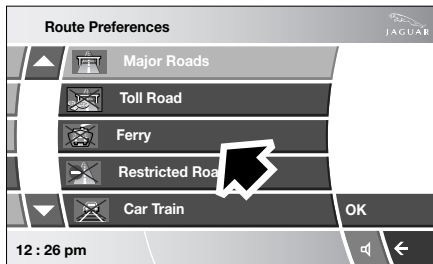 Route Preferences
JAGUAR
Major Roads
Toll Road
Ferry
Restricted Roa
Car Train
OK
12 : 26 pm